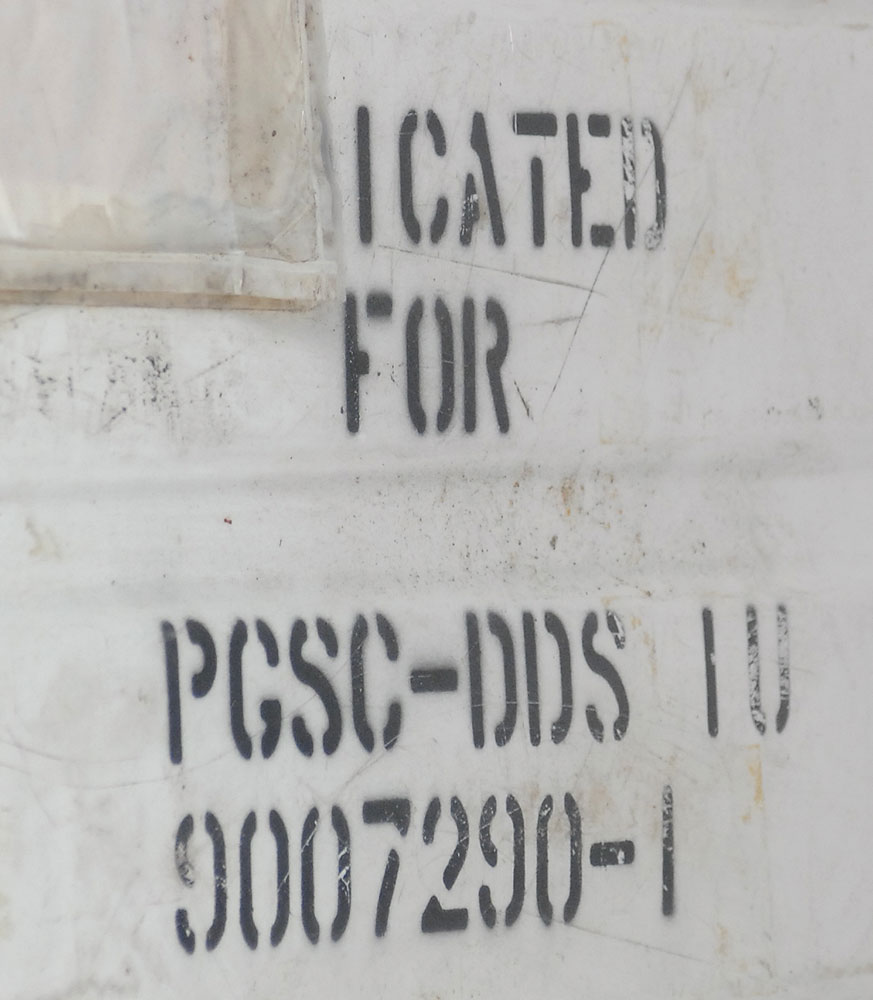 ICATED
FOR
PGSC-DDS IU
9007290-1